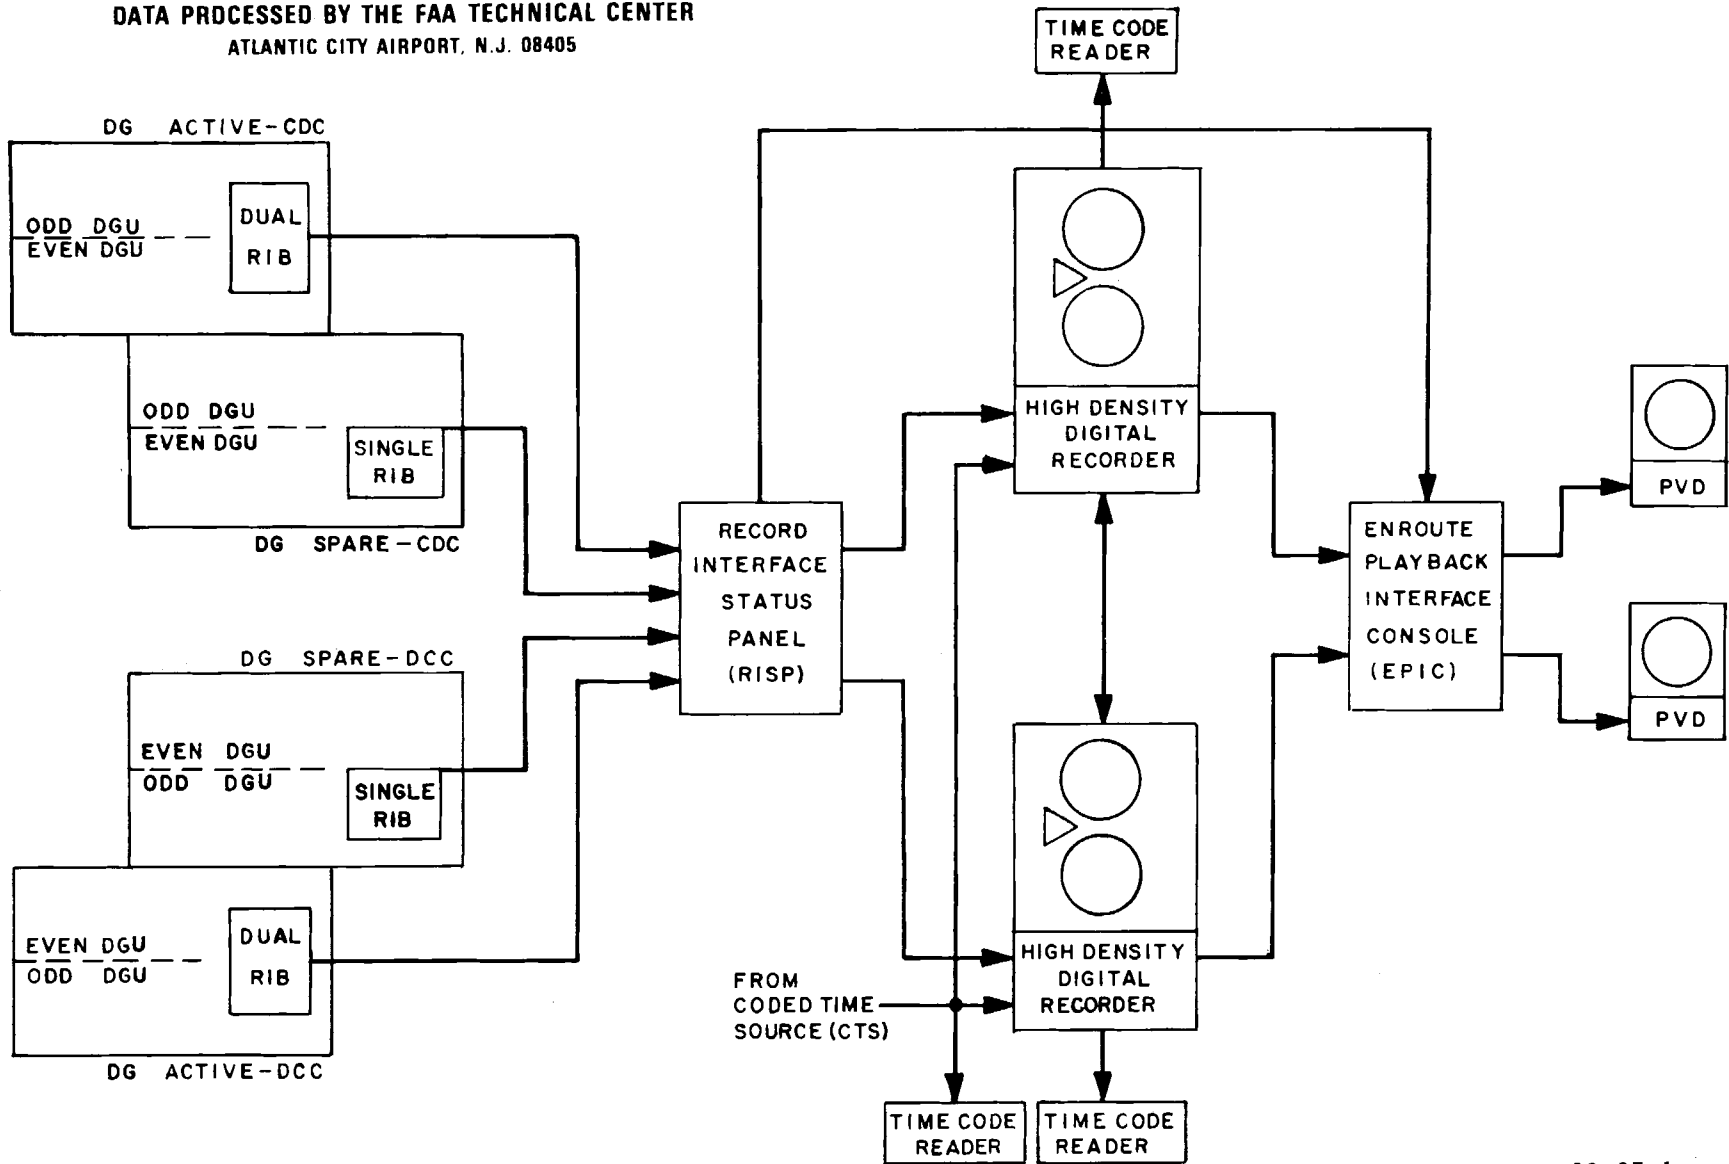 DATA PROCESSED BY THE FAA TECHNICAL CENTER
ATLANTIC CITY AIRPORT, N.J. 08405
TIME CODE
READER
DG ACTIVE-CDC
ODD DGU
EVEN DGU
DUAL
RIB
ODD DGU
EVEN DGU
SINGLE
RIB
DG SPARE-CDC
DG SPARE-DCC
EVEN DGU
ODD DGU
SINGLE
RIB
EVEN DGU
ODD DGU
DUAL
RIB
DG ACTIVE-DCC
RECORD
INTERFACE
STATUS
PANEL
(RISP)
HIGH DENSITY
DIGITAL
RECORDER
HIGH DENSITY
DIGITAL
RECORDER
FROM
CODED TIME
SOURCE (CTS)
TIME CODE
READER
TIME CODE
READER
ENROUTE
PLAYBACK
INTERFACE
CONSOLE
(EPIC)
PVD
PVD